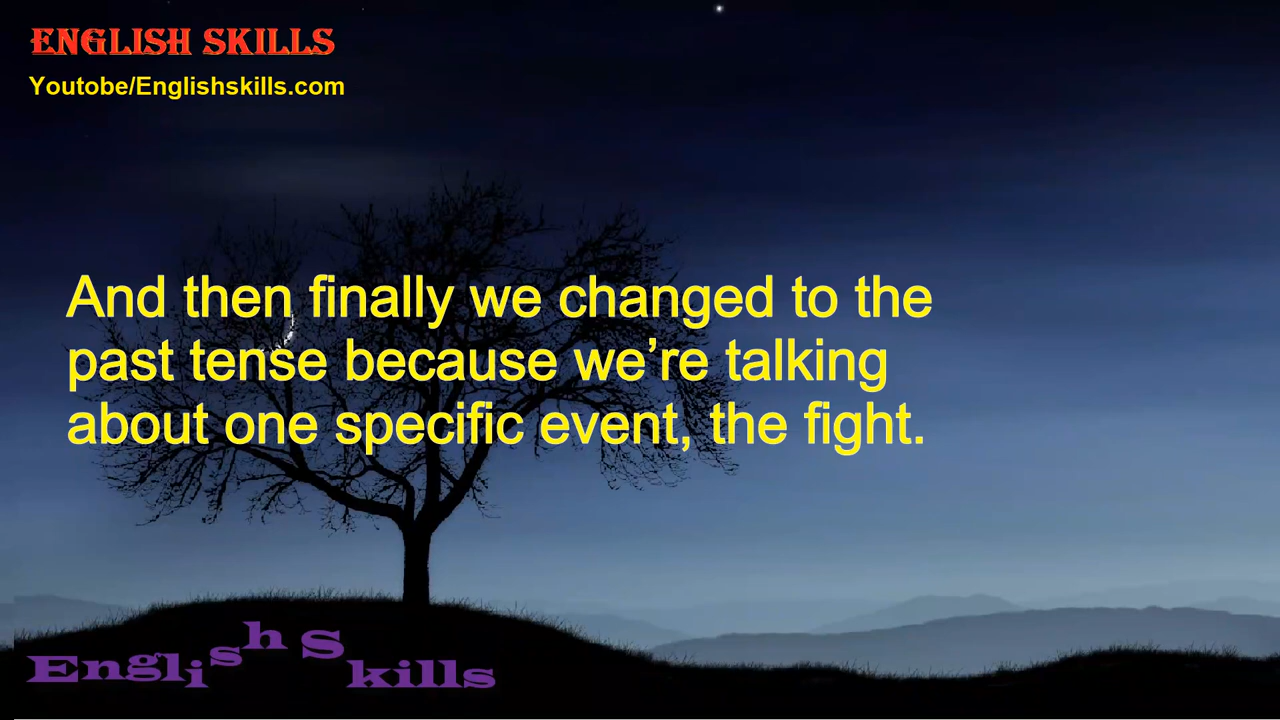 ENGLISH SKILLS
Youtobe/Englishskills.com
And then finally we changed to the
past tense because we’re talking
about one specific event, the fight.
English Skills